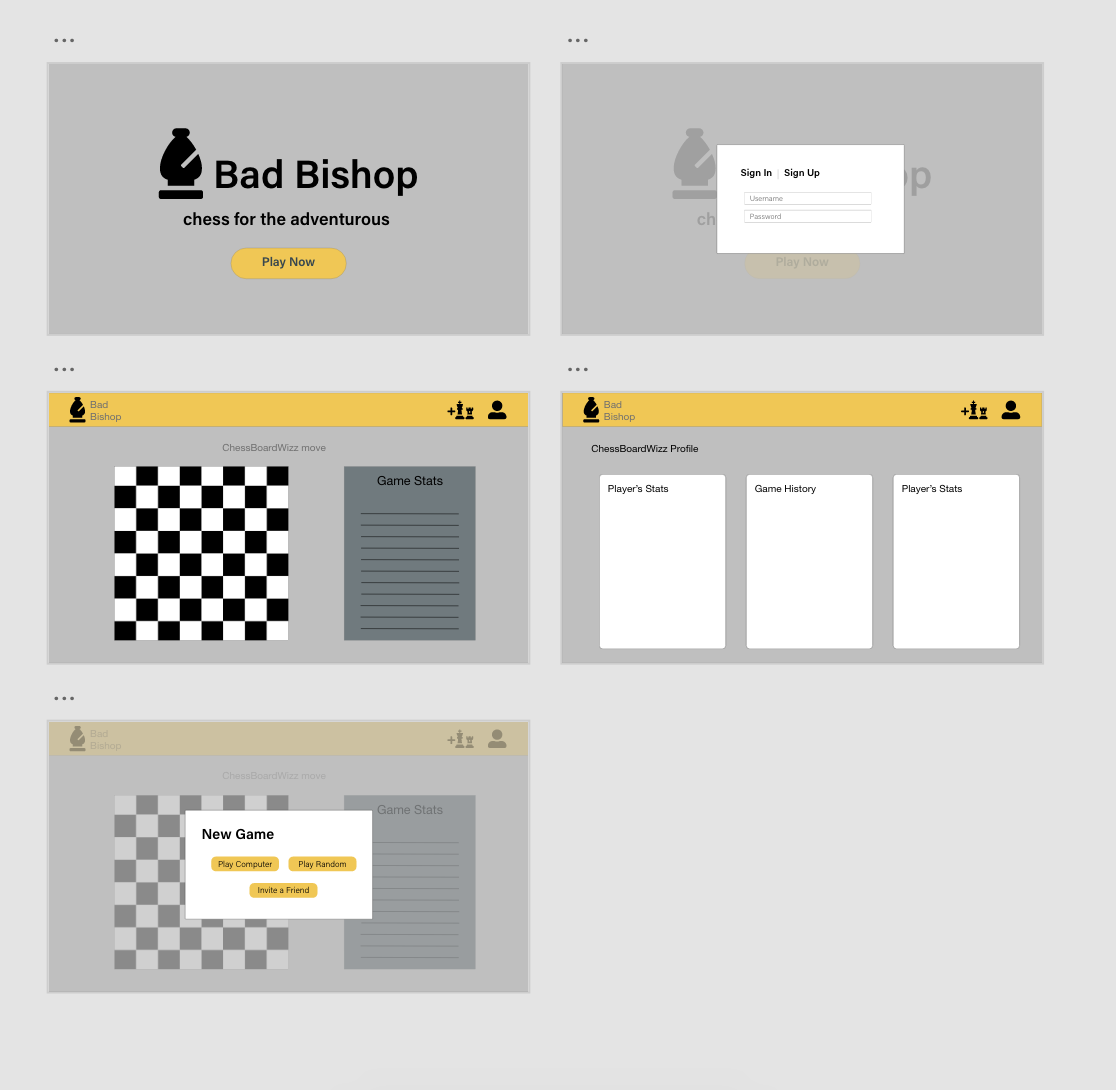 Bad Bishop
chess for the adventurous
Play Now
op
ch
Sign In | Sign Up
Username
Password
Play Now
Bad
Bishop
ChessBoardWizz move
Game Stats
Bad
Bishop
ChessBoardWizz Profile
Player's Stats
Game History
Player's Stats
Bad
Bishop
ChessBoardWizz move
Game Stats
New Game
Play Computer
Play Random
Invite a Friend